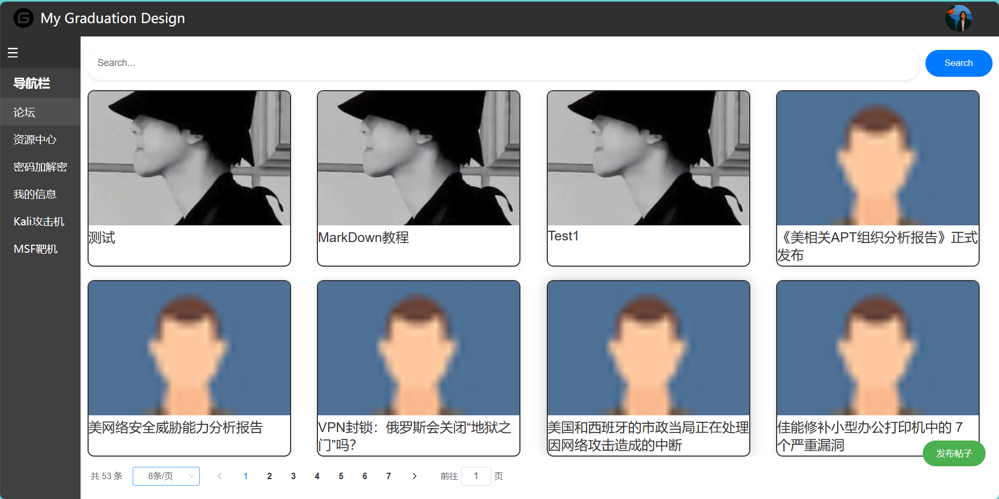 My Graduation Design
☰
Search...
Search
导航栏
论坛
资源中心
密码加解密
我的信息
Kali攻击机
MSF靶机
测试
MarkDown教程
Test1
《美相关APT组织分析报告》正式
发布
美网络安全威胁能力分析报告
VPN封锁：俄罗斯会关闭“地狱之
门”吗？
美国和西班牙的市政当局正在处理
因网络攻击造成的中断
佳能修补小型办公打印机中的 7
个严重漏洞
发布帖子
共 53 条 8条/页 1 2 3 4 5 6 7 前往 1 页